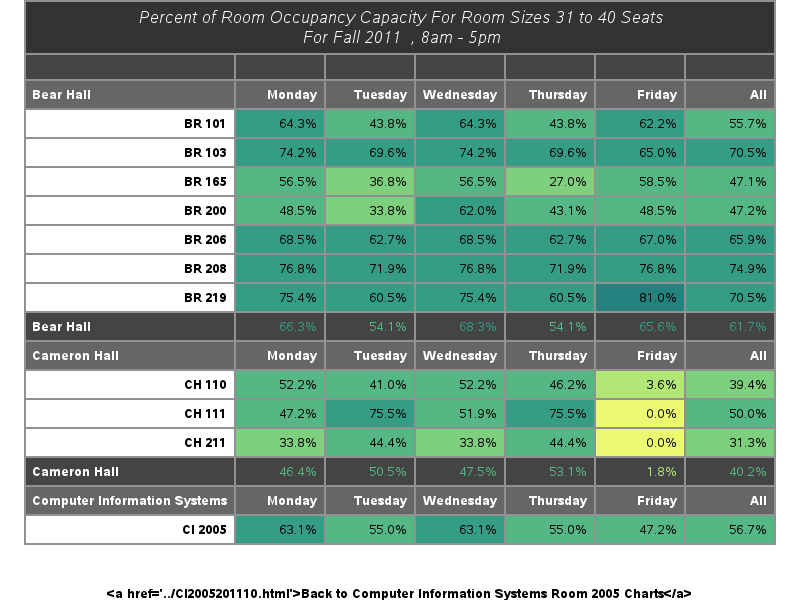 Percent of Room Occupancy Capacity For Room Sizes 31 to 40 Seats
For Fall 2011 , 8am - 5pm
Bear Hall Monday Tuesday Wednesday Thursday Friday All
BR 101 64.3% 43.8% 64.3% 43.8% 62.2% 55.7%
BR 103 74.2% 69.6% 74.2% 69.6% 65.0% 70.5%
BR 165 56.5% 36.8% 56.5% 27.0% 58.5% 47.1%
BR 200 48.5% 33.8% 62.0% 43.1% 48.5% 47.2%
BR 206 68.5% 62.7% 68.5% 62.7% 67.0% 65.9%
BR 208 76.8% 71.9% 76.8% 71.9% 76.8% 74.9%
BR 219 75.4% 60.5% 75.4% 60.5% 81.0% 70.5%
Bear Hall 66.3% 54.1% 68.3% 54.1% 65.6% 61.7%
Cameron Hall Monday Tuesday Wednesday Thursday Friday All
CH 110 52.2% 41.0% 52.2% 46.2% 3.6% 39.4%
CH 111 47.2% 75.5% 51.9% 75.5% 0.0% 50.0%
CH 211 33.8% 44.4% 33.8% 44.4% 0.0% 31.3%
Cameron Hall 46.4% 50.5% 47.5% 53.1% 1.8% 40.2%
Computer Information Systems Monday Tuesday Wednesday Thursday Friday All
CI 2005 63.1% 55.0% 63.1% 55.0% 47.2% 56.7%
&lt;a href='../CI2005201110.html'&gt;Back to Computer Information Systems Room 2005 Charts&lt;/a&gt;